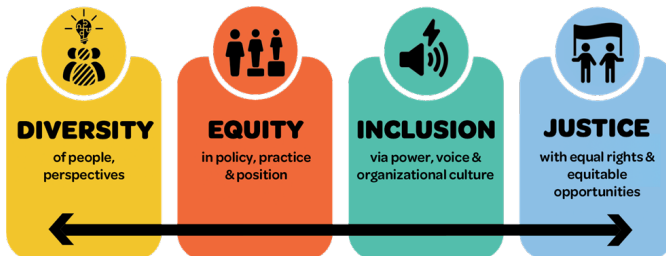 DIVERSITY
of people,
perspectives
EQUITY
in policy, practice
& position
INCLUSION
via power, voice &
organizational culture
JUSTICE
with equal rights &
equitable
opportunities